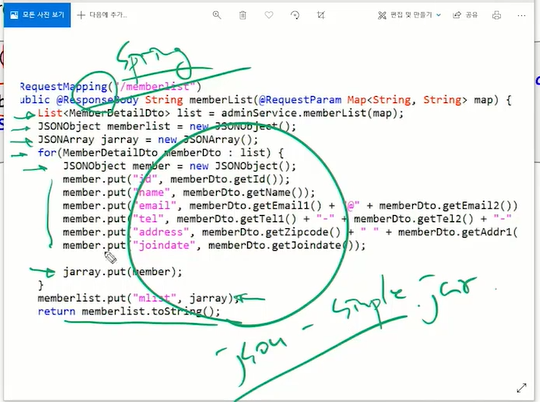 모든 사진 보기
다음에 추가...
편집 및 만들기
공유
Spring
RequestMapping("/memberlist")
ublic @ResponseBody String memberList(@RequestParam Map<String, String> map) {
List<MemberDetailDto> list = adminService.memberList(map);
JSONObject memberlist = new JSONObject();
JSONArray jarray = new JSONArray();
for(MemberDetailDto memberDto : list) {
JSONObject member = new JSONObject();
member.put("id", memberDto.getId());
member.put("name", memberDto.getName());
member.put("email", memberDto.getEmail1() + "@" + memberDto.getEmail2())
member.put("tel", memberDto.getTel1() + "-" + memberDto.getTel2() + "-"
member.put("address", memberDto.getZipcode() + " " + memberDto.getAddr1(
member.put("joindate", memberDto.getJoindate());
jarray.put(member);
}
memberlist.put("mlist", jarray);
return memberlist.toString();
json - simple.jar